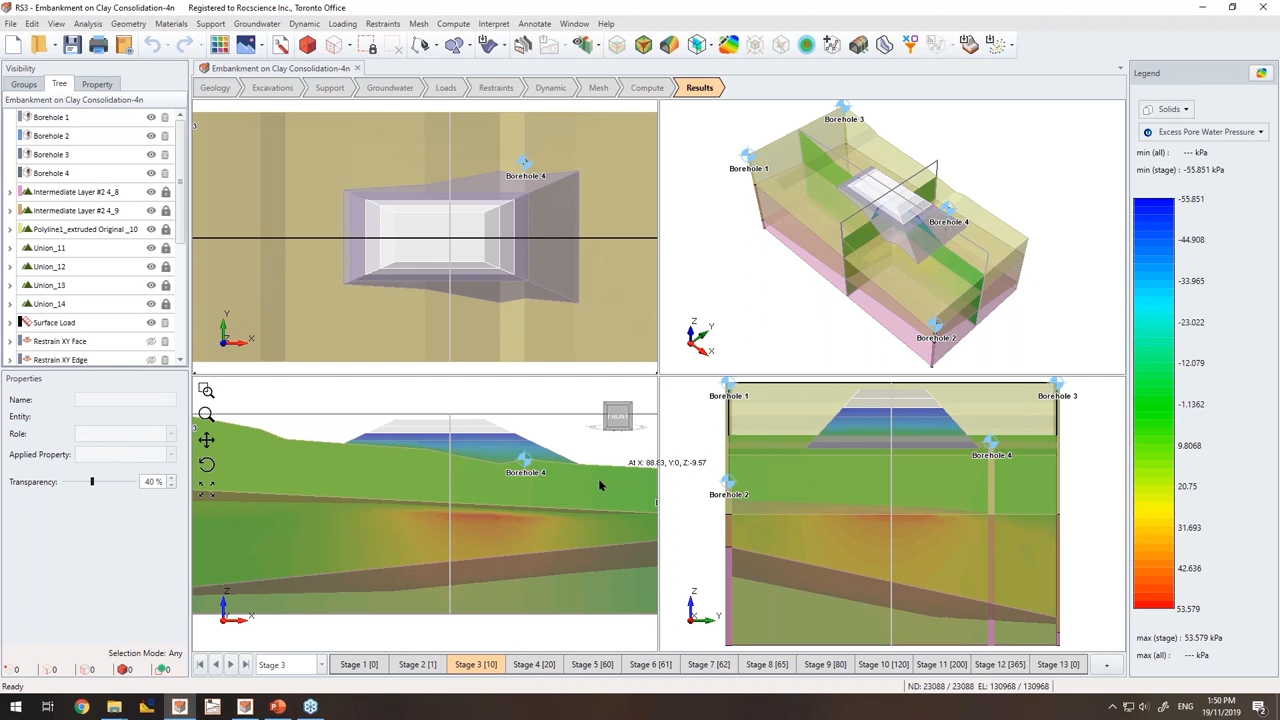 RS3 - Embankment on Clay Consolidation-4n Registered to Rocscience Inc., Toronto Office
File Edit View Analysis Geometry Materials Support Groundwater Dynamic Loading Restraints Mesh Compute Interpret Annotate Window Help
Visibility
Groups Tree Property
Embankment on Clay Consolidation-4n
Borehole 1
Borehole 2
Borehole 3
Borehole 4
Intermediate Layer #2 4_8
Intermediate Layer #2 4_9
Polyline1_extruded Original _10
Union_11
Union_12
Union_13
Union_14
Surface Load
Restrain XY Face
Restrain XY Edge
Properties
Name:
Entity:
Role:
Applied Property:
Transparency: 40 %
Selection Mode: Any
:0 :0 :0 :0 :0
Ready
Embankment on Clay Consolidation-4n
Geology Excavations Support Groundwater Loads Restraints Dynamic Mesh Compute Results
3
Borehole 4
Y
Z X
Borehole 3
Borehole 1
Borehole 4
Borehole 2
Z
Y
X
FRONT
3
At X: 88.83, Y:0, Z:-9.57
Borehole 4
Z
Y X
Borehole 1 Borehole 3
Borehole 4
Borehole 2
Z
X Y
Stage 3 Stage 1 [0] Stage 2 [1] Stage 3 [10] Stage 4 [20] Stage 5 [60] Stage 6 [61] Stage 7 [62] Stage 8 [65] Stage 9 [80] Stage 10 [120] Stage 11 [200] Stage 12 [365] Stage 13 [0] +
ND: 23088 / 23088 EL: 130968 / 130968
Legend
Solids
Excess Pore Water Pressure
min (all): --- kPa
min (stage): -55.851 kPa
-55.851
-44.908
-33.965
-23.022
-12.079
-1.1362
9.8068
20.75
31.693
42.636
53.579
max (stage): 53.579 kPa
max (all): --- kPa
ENG
1:50 PM
19/11/2019
2